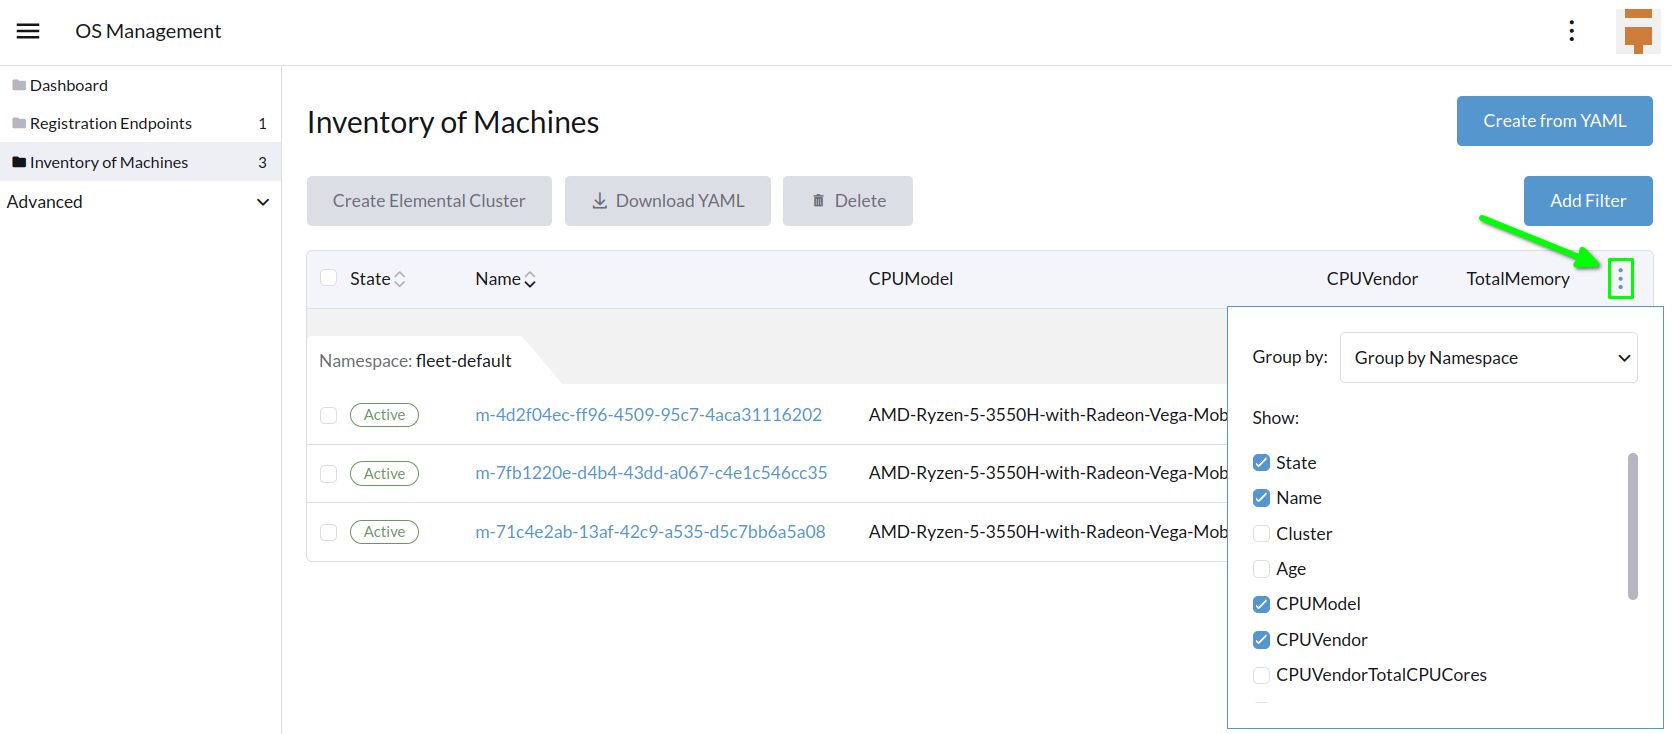 OS Management
Dashboard
Registration Endpoints 1
Inventory of Machines 3
Advanced
Inventory of Machines
Create from YAML
Create Elemental Cluster Download YAML Delete Add Filter
State Name CPUModel CPUVendor TotalMemory
Namespace: fleet-default
Active m-4d2f04ec-ff96-4509-95c7-4aca31116202 AMD-Ryzen-5-3550H-with-Radeon-Vega-Mob
Active m-7fb1220e-d4b4-43dd-a067-c4e1c546cc35 AMD-Ryzen-5-3550H-with-Radeon-Vega-Mob
Active m-71c4e2ab-13af-42c9-a535-d5c7bb6a5a08 AMD-Ryzen-5-3550H-with-Radeon-Vega-Mob
Group by: Group by Namespace
Show:
State
Name
Cluster
Age
CPUModel
CPUVendor
CPUVendorTotalCPUCores